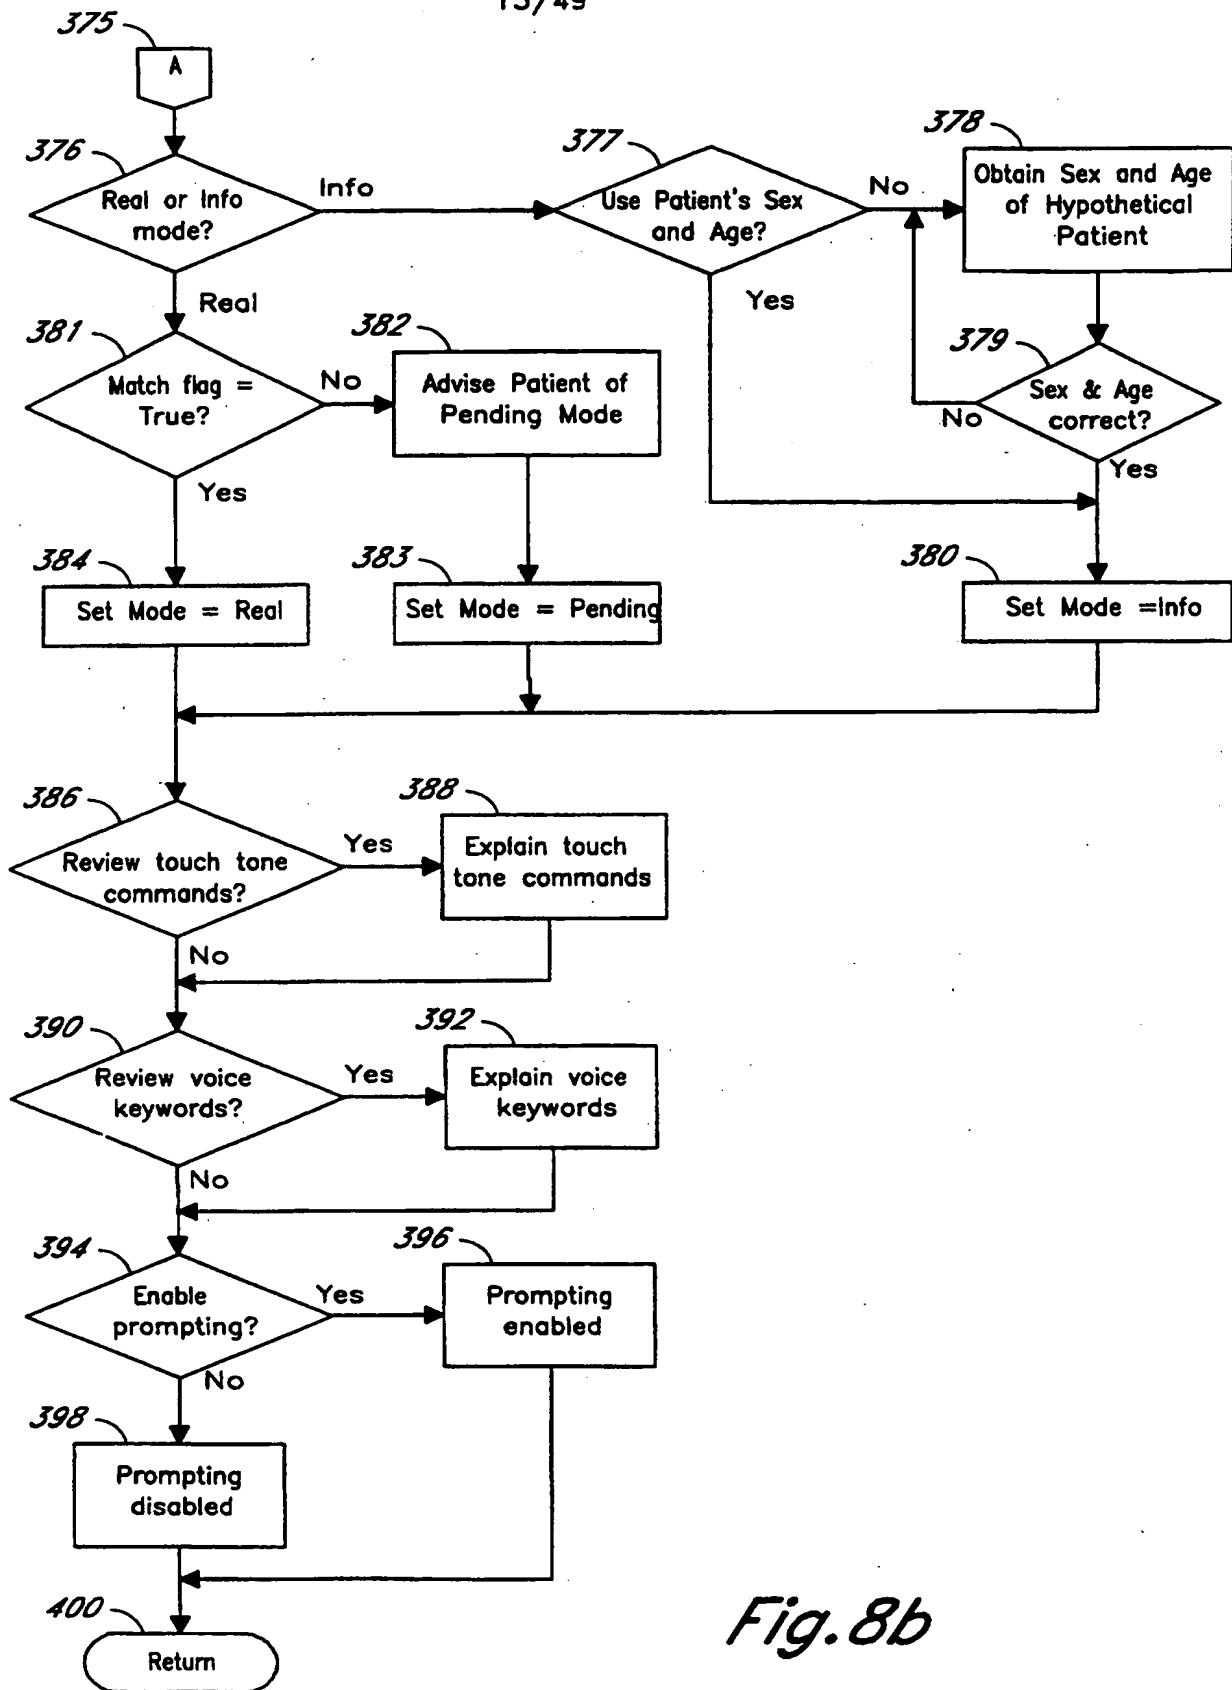 15/49
375
A
376
Real or Info
mode?
Info
377
Use Patient's Sex
and Age?
No
378
Obtain Sex and Age
of Hypothetical
Patient
Real
Yes
381
Match flag =
True?
No
382
Advise Patient of
Pending Mode
379
Sex & Age
correct?
No
Yes
Yes
384
Set Mode = Real
383
Set Mode = Pending
380
Set Mode =Info
386
Review touch tone
commands?
Yes
388
Explain touch
tone commands
No
390
Review voice
keywords?
Yes
392
Explain voice
keywords
No
394
Enable
prompting?
Yes
396
Prompting
enabled
No
398
Prompting
disabled
400
Return
Fig.8b